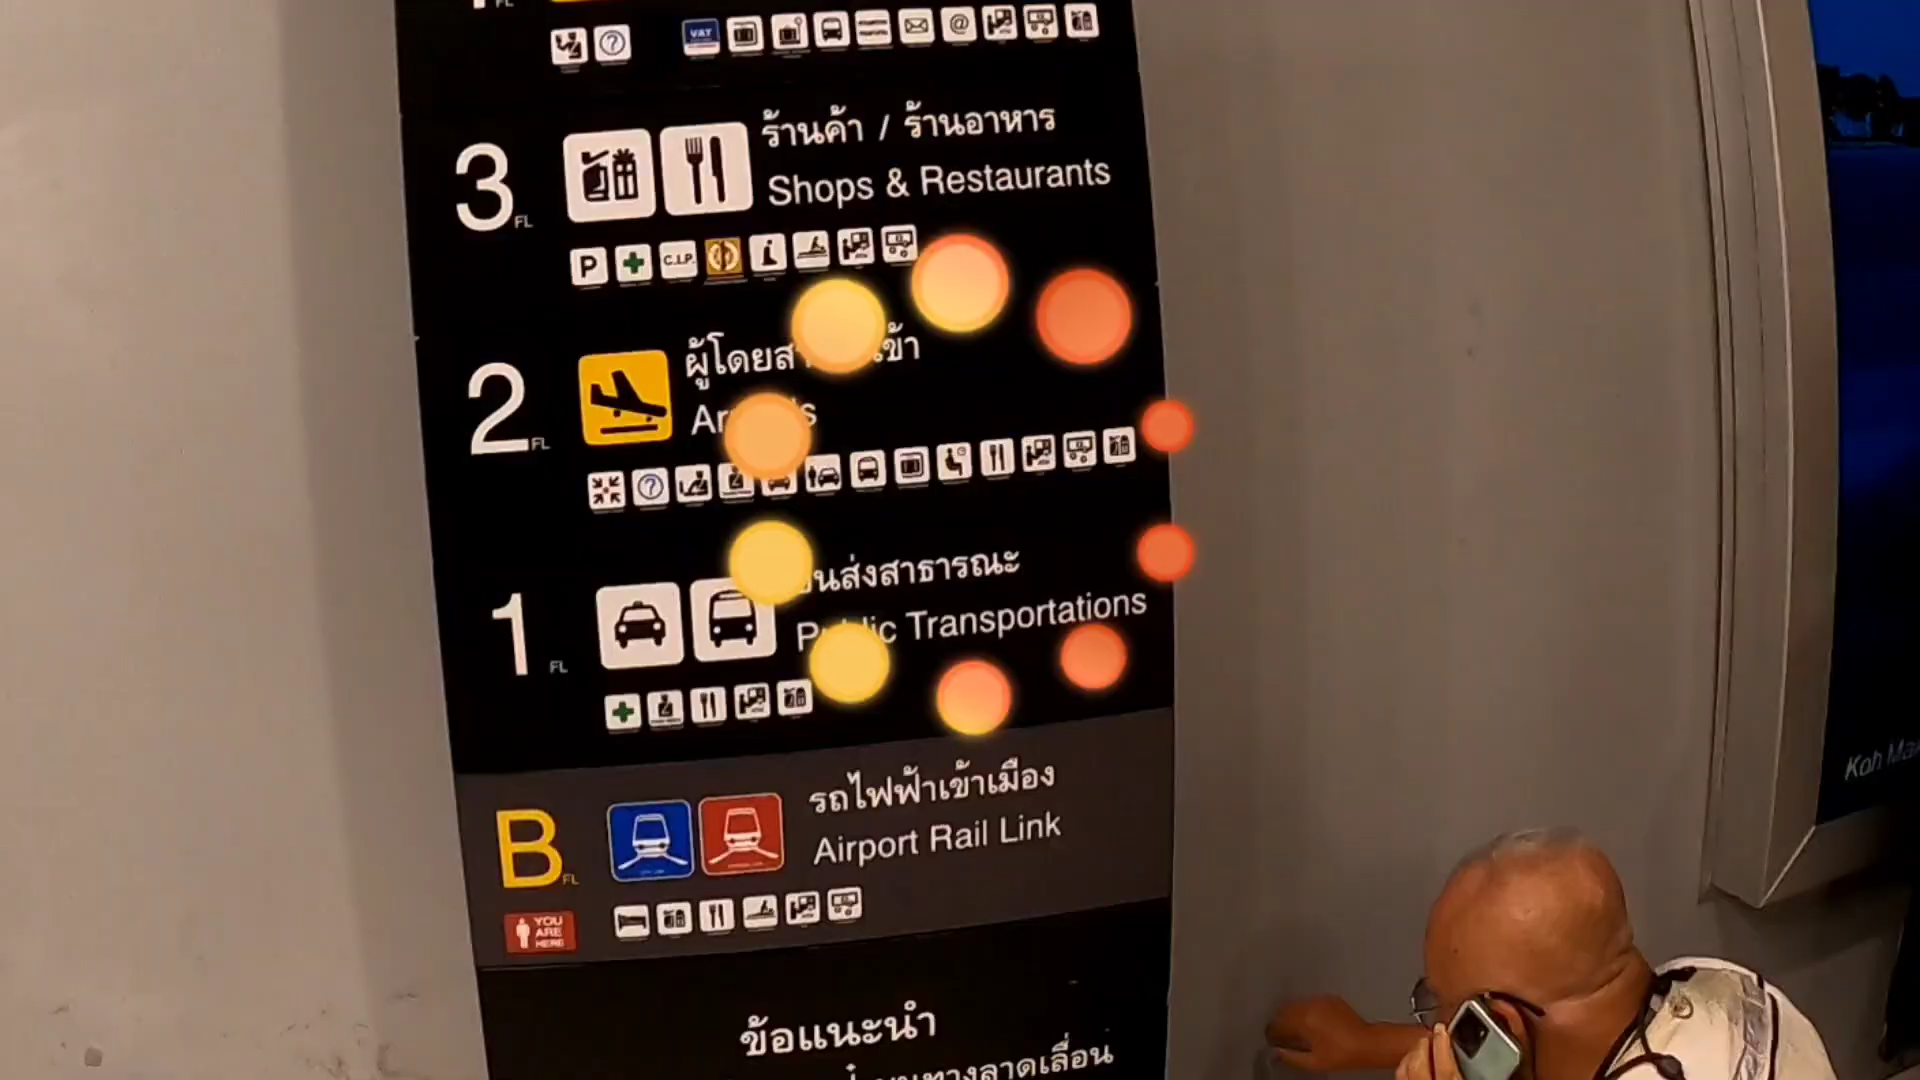 FL
VAT
@
ร้านค้า / ร้านอาหาร
Shops & Restaurants
3 FL
P C.I.P.
2 FL
1 FL
Transportations
รถไฟฟ้าเข้าเมือง
Airport Rail Link
B FL
YOU
ARE
HERE
ข้อแนะนำ
Koh